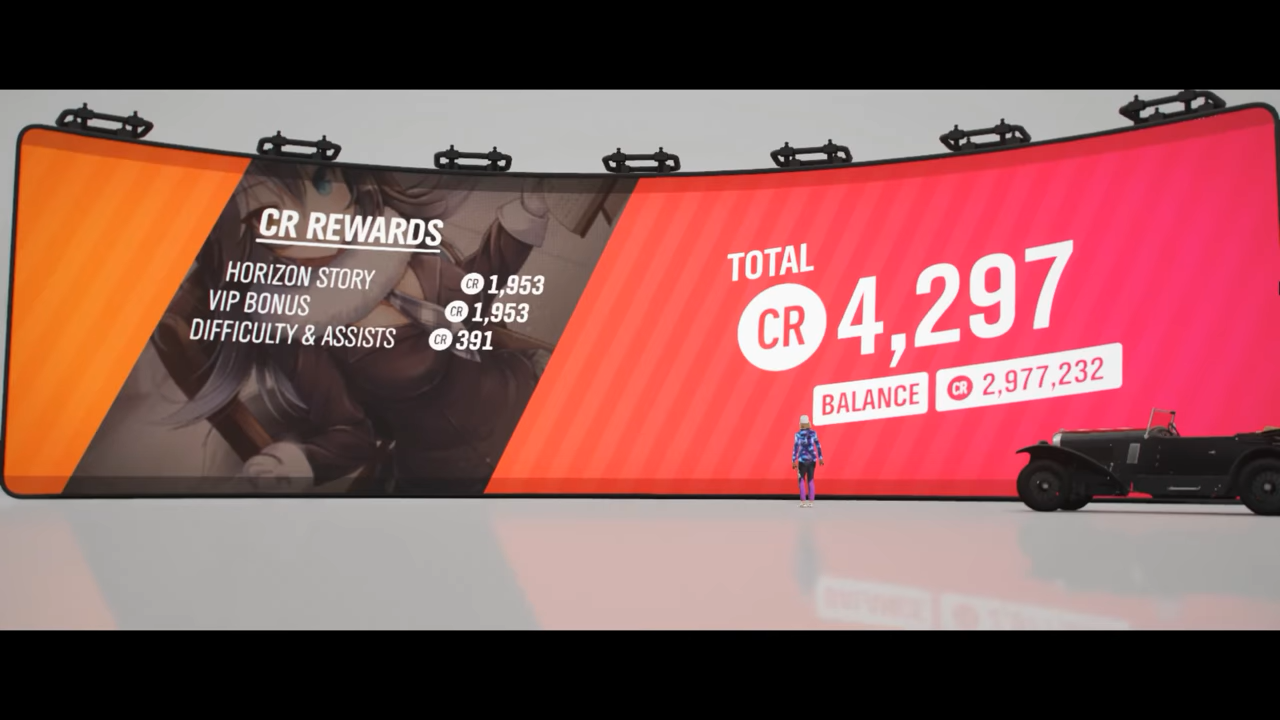 CR REWARDS
HORIZON STORY CR 1,953
VIP BONUS CR 1,953
DIFFICULTY & ASSISTS CR 391
TOTAL
CR 4,297
BALANCE CR 2,977,232